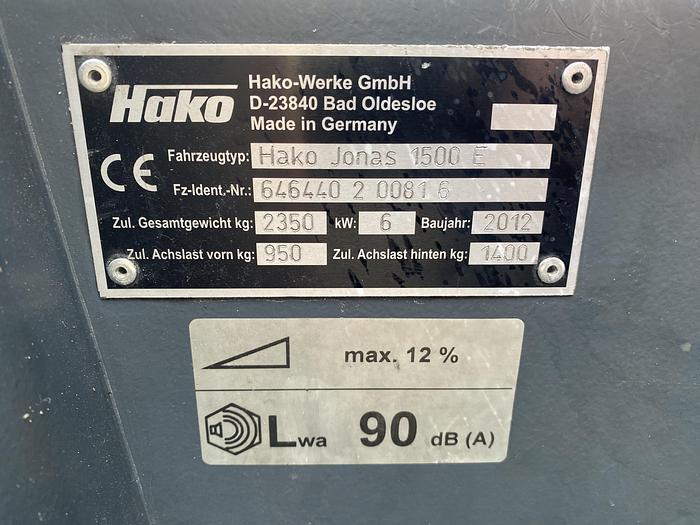 Hako
Hako-Werke GmbH
D-23840 Bad Oldesloe
Made in Germany
CE
Fahrzeugtyp: Hako Jonas 1500 E
Fz-Ident.-Nr.: 646440 2 0081 6
Zul. Gesamtgewicht kg: 2350 kW: 6 Baujahr: 2012
Zul. Achslast vorn kg: 950 Zul. Achslast hinten kg: 1400
max. 12 %
Lwa 90 dB (A)